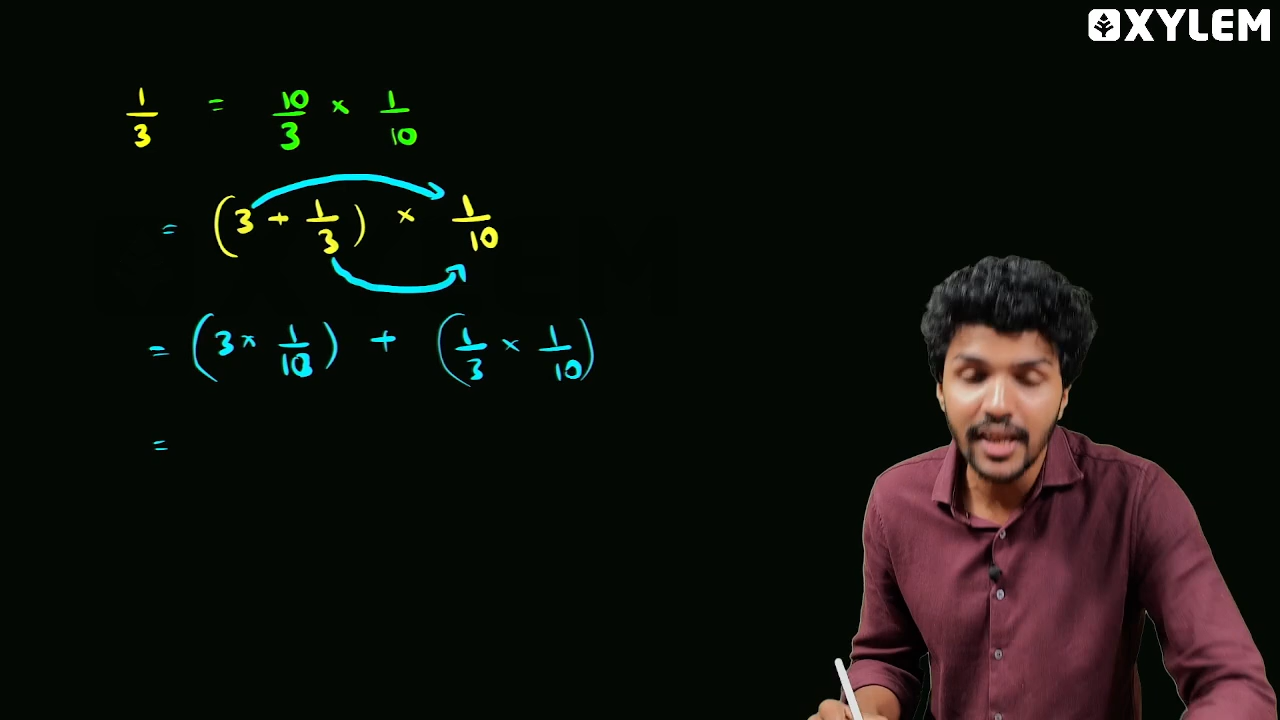 XYLEM
1/3 = 10/3 × 1/10
= (3 + 1/3) × 1/10
= (3 × 1/10) + (1/3 × 1/10)
=